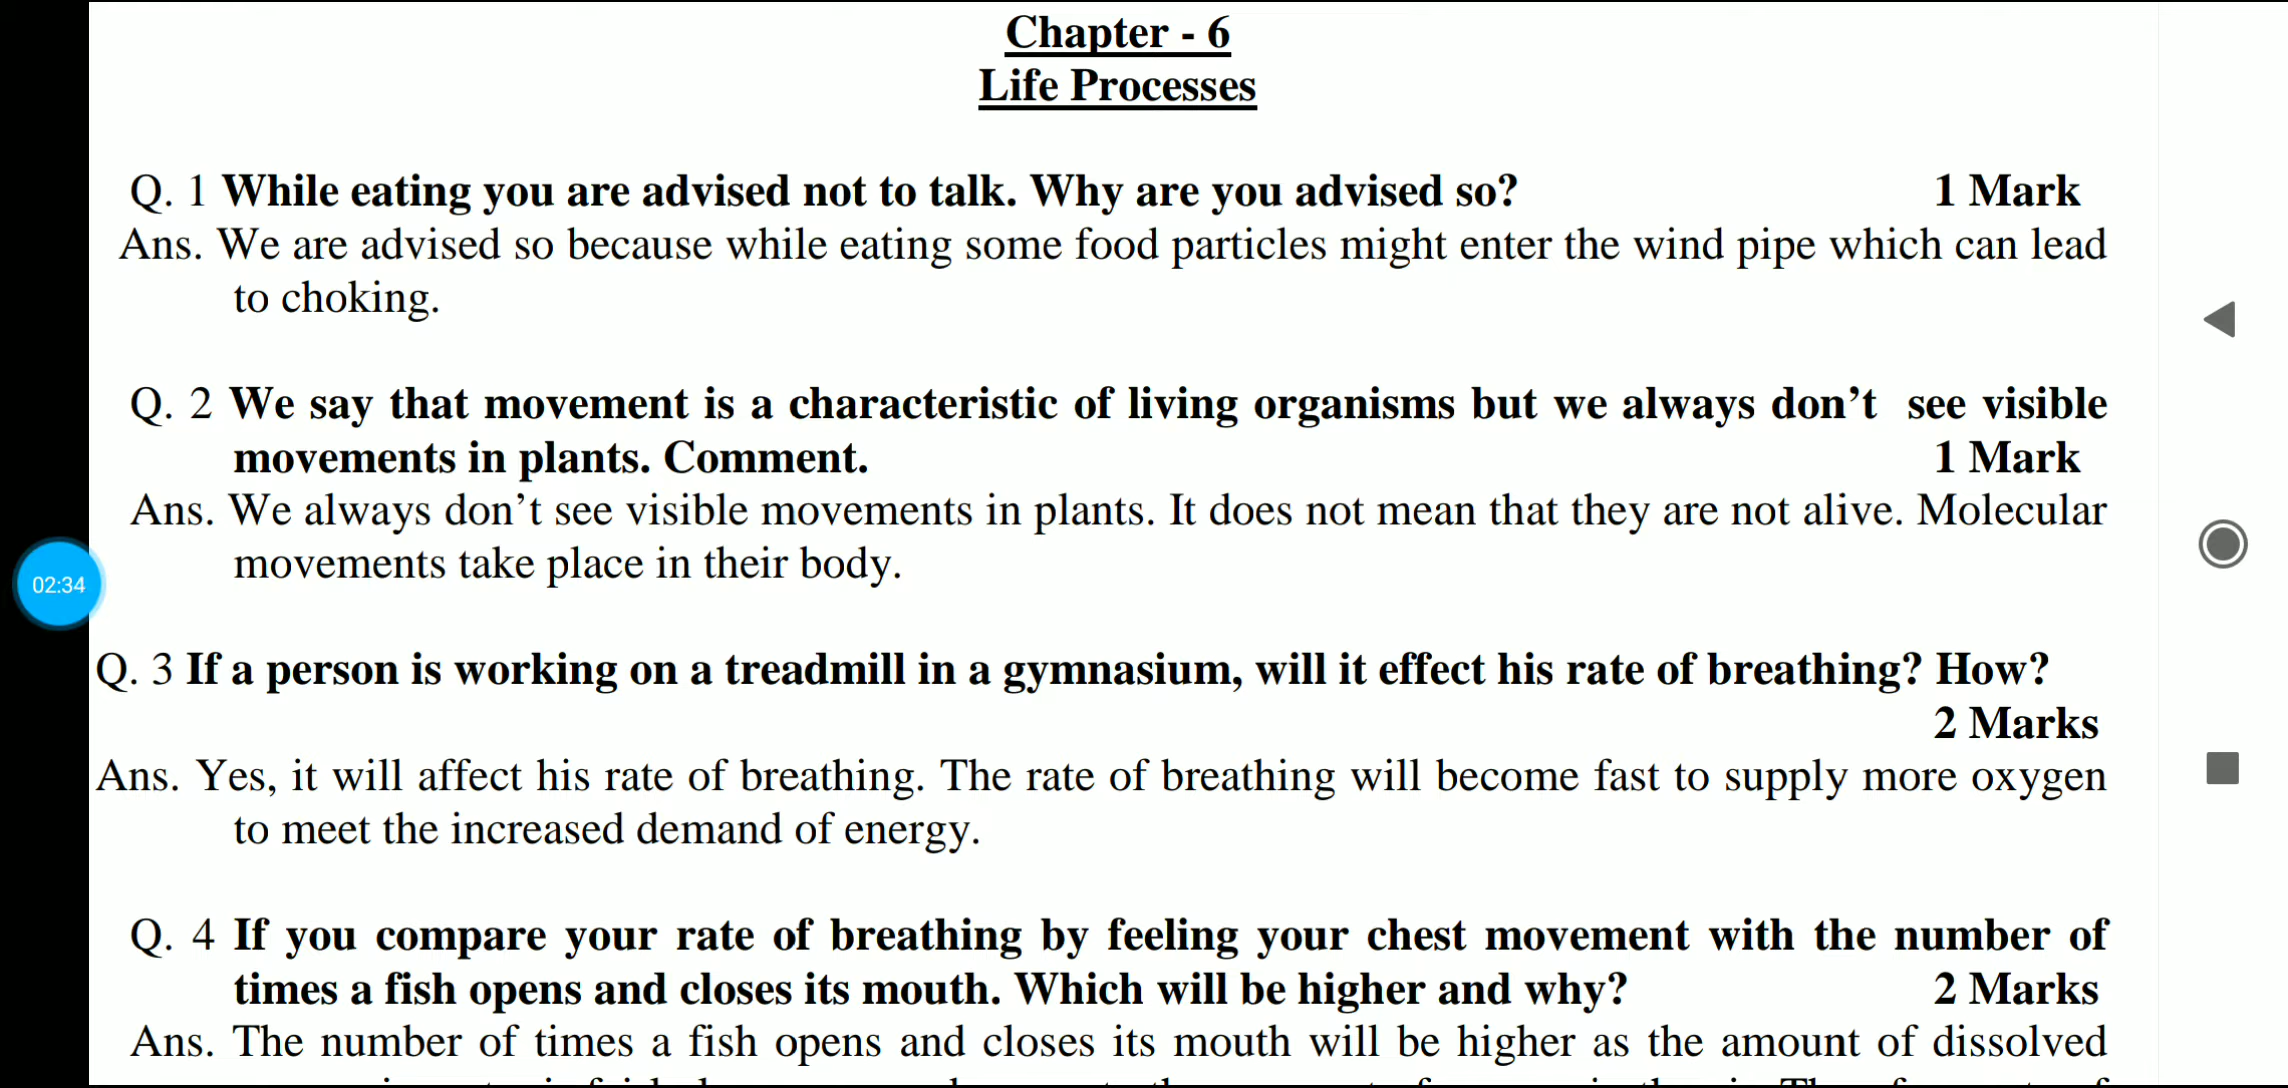 Chapter - 6
Life Processes
Q. 1 While eating you are advised not to talk. Why are you advised so? 1 Mark
Ans. We are advised so because while eating some food particles might enter the wind pipe which can lead
to choking.
Q. 2 We say that movement is a characteristic of living organisms but we always don’t see visible
movements in plants. Comment. 1 Mark
Ans. We always don’t see visible movements in plants. It does not mean that they are not alive. Molecular
movements take place in their body.
02:34
Q. 3 If a person is working on a treadmill in a gymnasium, will it effect his rate of breathing? How?
2 Marks
Ans. Yes, it will affect his rate of breathing. The rate of breathing will become fast to supply more oxygen
to meet the increased demand of energy.
Q. 4 If you compare your rate of breathing by feeling your chest movement with the number of
times a fish opens and closes its mouth. Which will be higher and why? 2 Marks
Ans. The number of times a fish opens and closes its mouth will be higher as the amount of dissolved